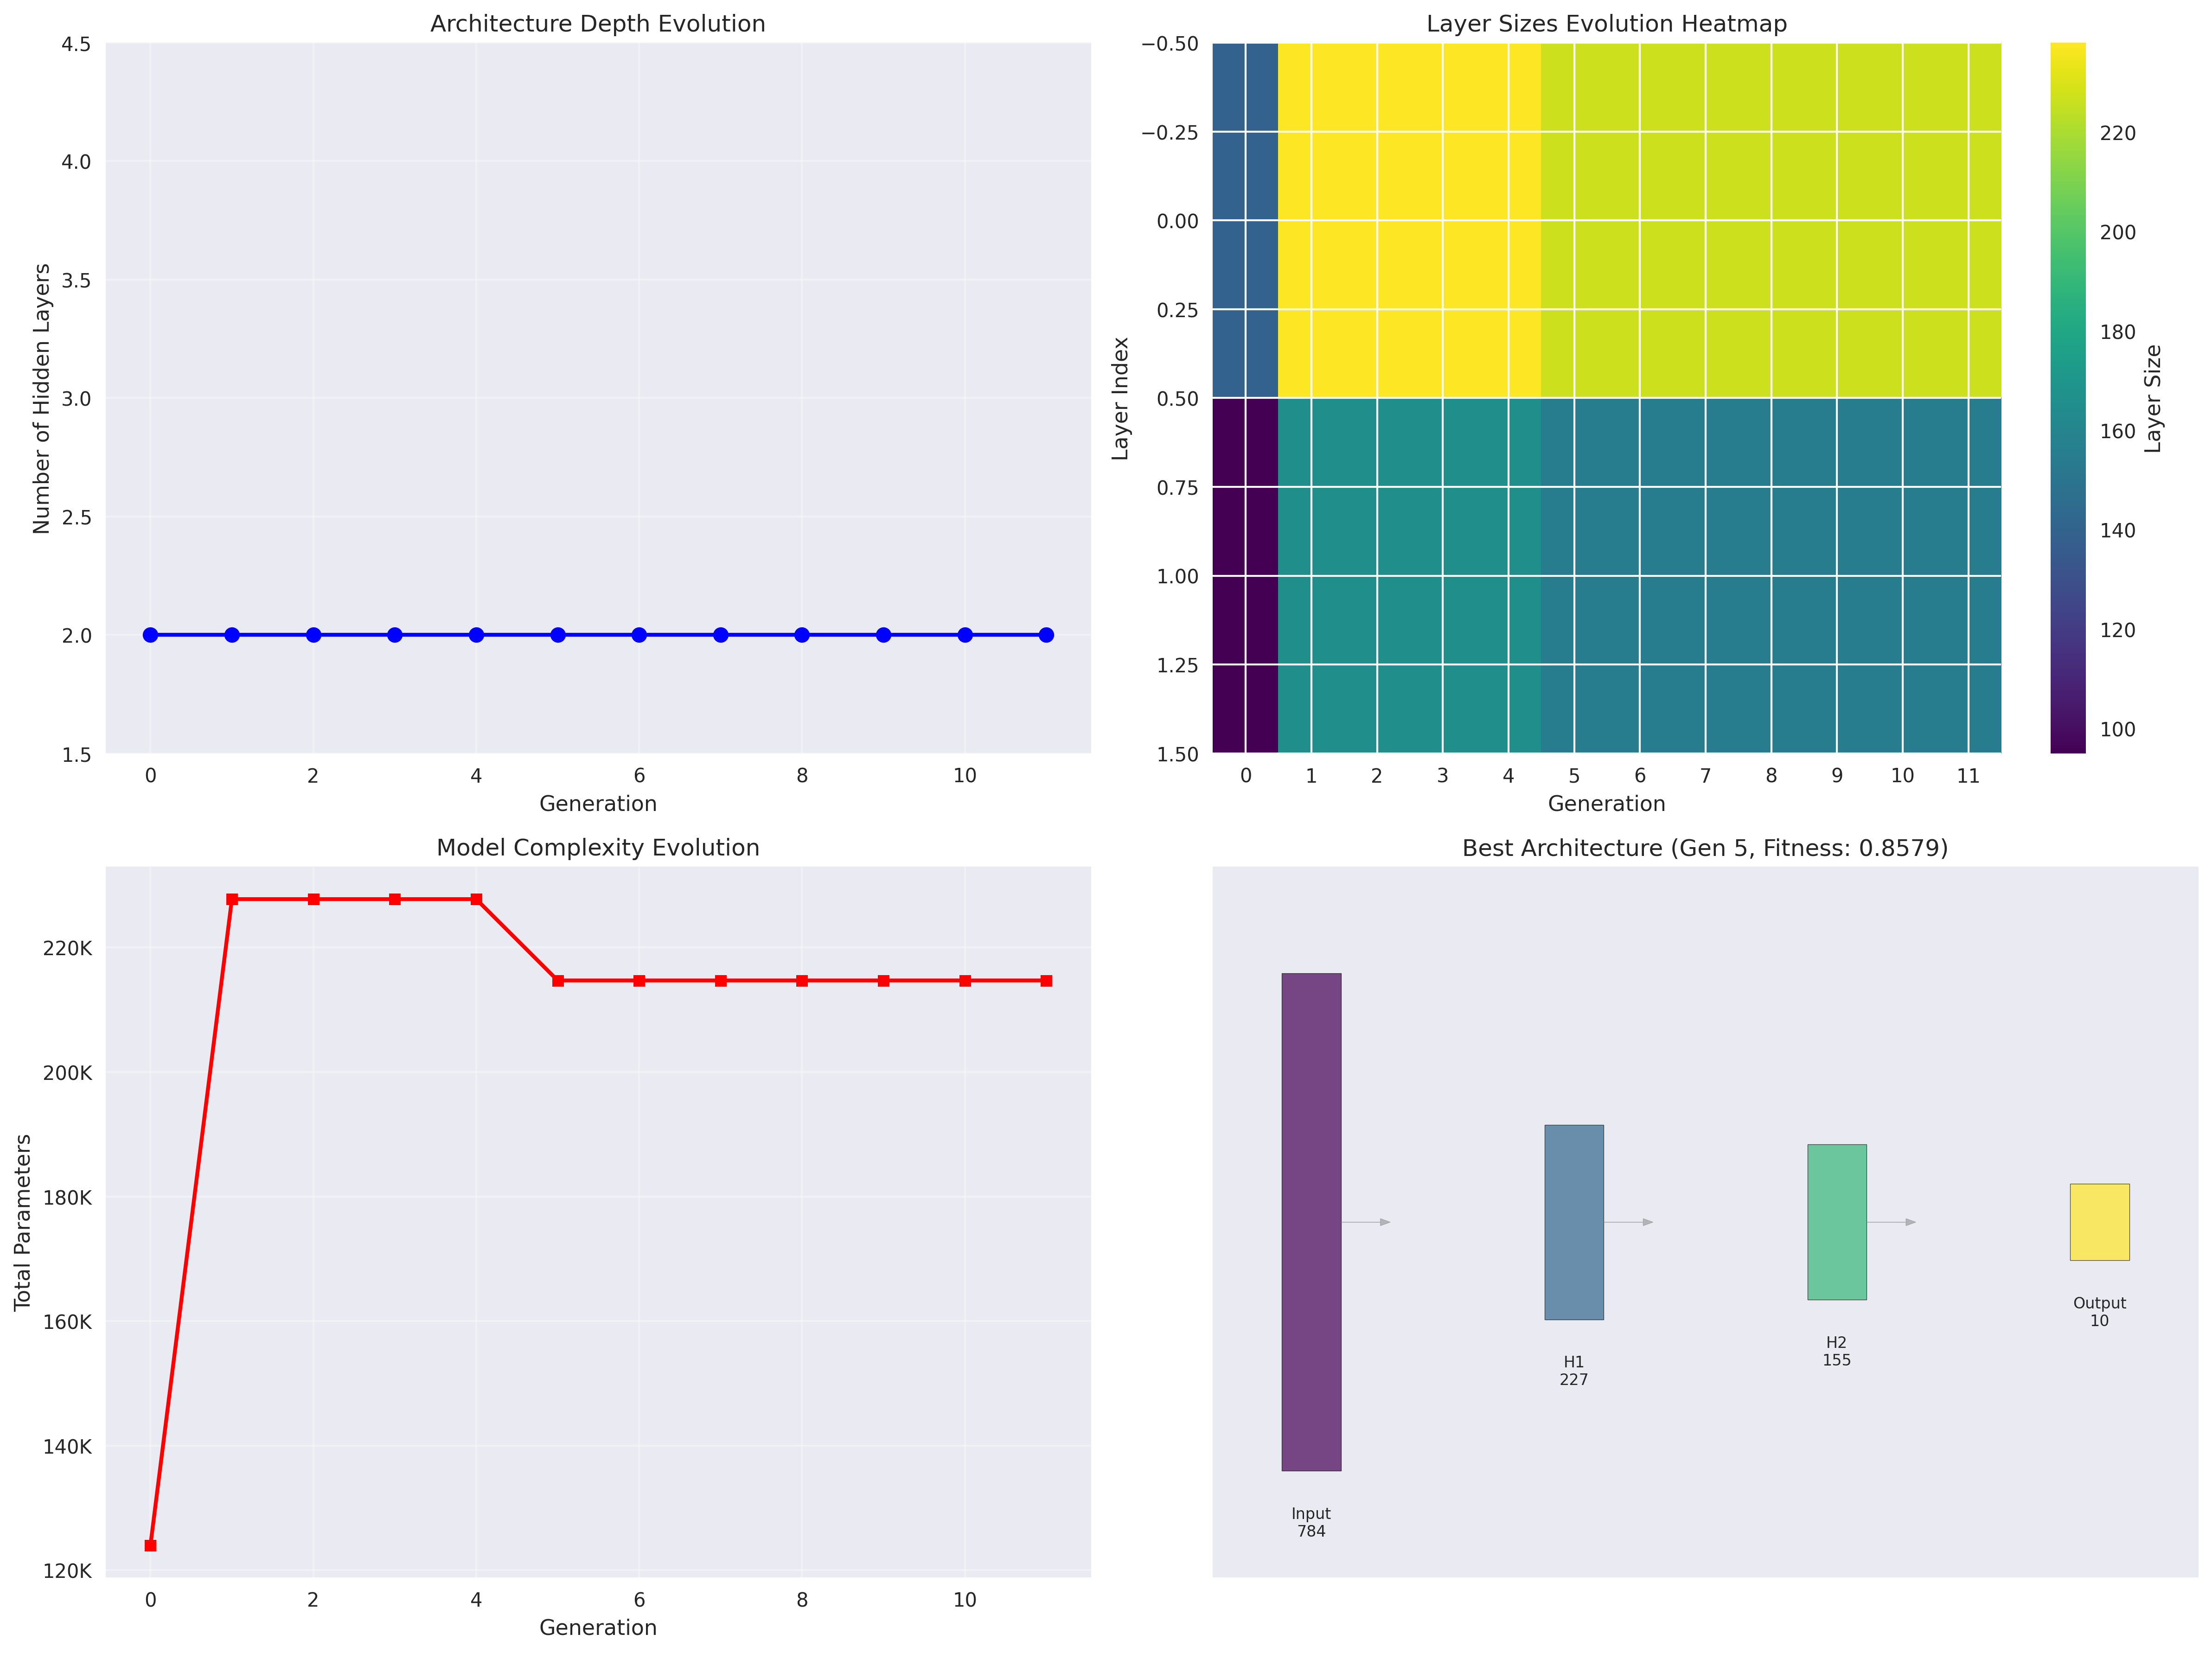 Architecture Depth Evolution
4.5
4.0
3.5
3.0
2.5
2.0
1.5
Number of Hidden Layers
0 2 4 6 8 10
Generation
Layer Sizes Evolution Heatmap
−0.50
−0.25
0.00
0.25
0.50
0.75
1.00
1.25
1.50
Layer Index
0 1 2 3 4 5 6 7 8 9 10 11
Generation
220
200
180
160
140
120
100
Layer Size
Model Complexity Evolution
220K
200K
180K
160K
140K
120K
Total Parameters
0 2 4 6 8 10
Generation
Best Architecture (Gen 5, Fitness: 0.8579)
Input
784
H1
227
H2
155
Output
10